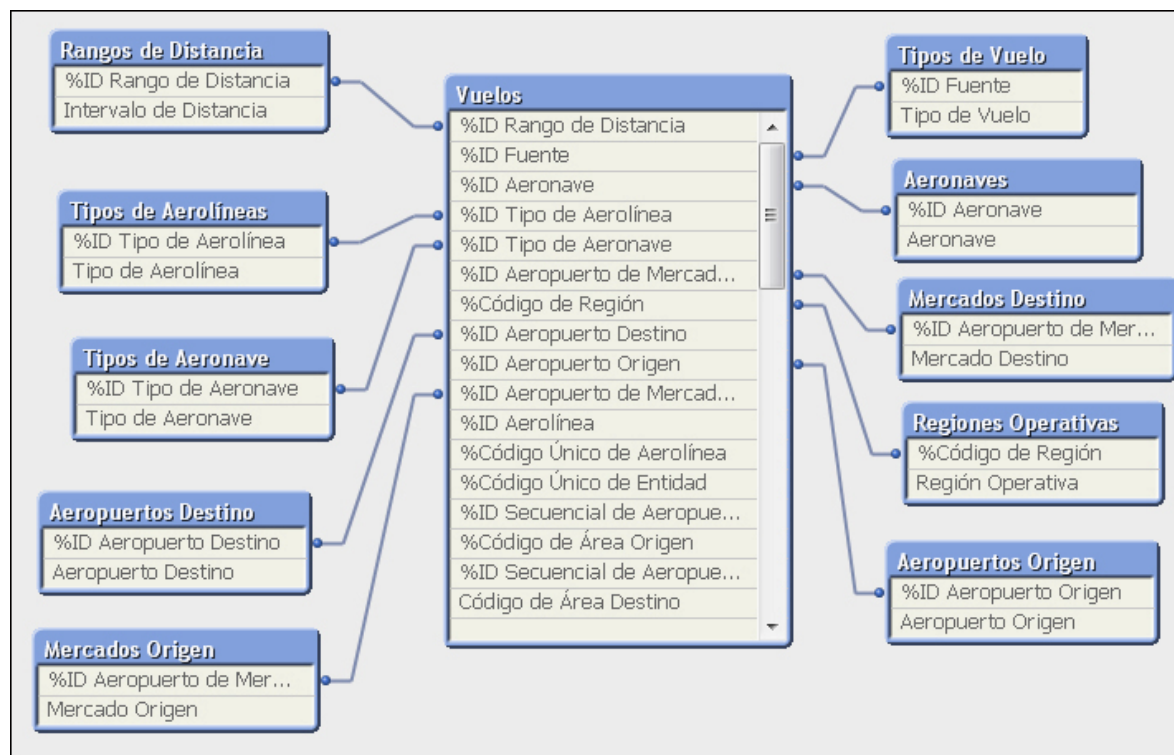 Rangos de Distancia
%ID Rango de Distancia
Intervalo de Distancia
Tipos de Aerolíneas
%ID Tipo de Aerolínea
Tipo de Aerolínea
Tipos de Aeronave
%ID Tipo de Aeronave
Tipo de Aeronave
Aeropuertos Destino
%ID Aeropuerto Destino
Aeropuerto Destino
Mercados Origen
%ID Aeropuerto de Mer...
Mercado Origen
Vuelos
%ID Rango de Distancia
%ID Fuente
%ID Aeronave
%ID Tipo de Aerolínea
%ID Tipo de Aeronave
%ID Aeropuerto de Mercad...
%Código de Región
%ID Aeropuerto Destino
%ID Aeropuerto Origen
%ID Aeropuerto de Mercad...
%ID Aerolínea
%Código Único de Aerolínea
%Código Único de Entidad
%ID Secuencial de Aeropue...
%Código de Área Origen
%ID Secuencial de Aeropue...
Código de Área Destino
Tipos de Vuelo
%ID Fuente
Tipo de Vuelo
Aeronaves
%ID Aeronave
Aeronave
Mercados Destino
%ID Aeropuerto de Mer...
Mercado Destino
Regiones Operativas
%Código de Región
Región Operativa
Aeropuertos Origen
%ID Aeropuerto Origen
Aeropuerto Origen